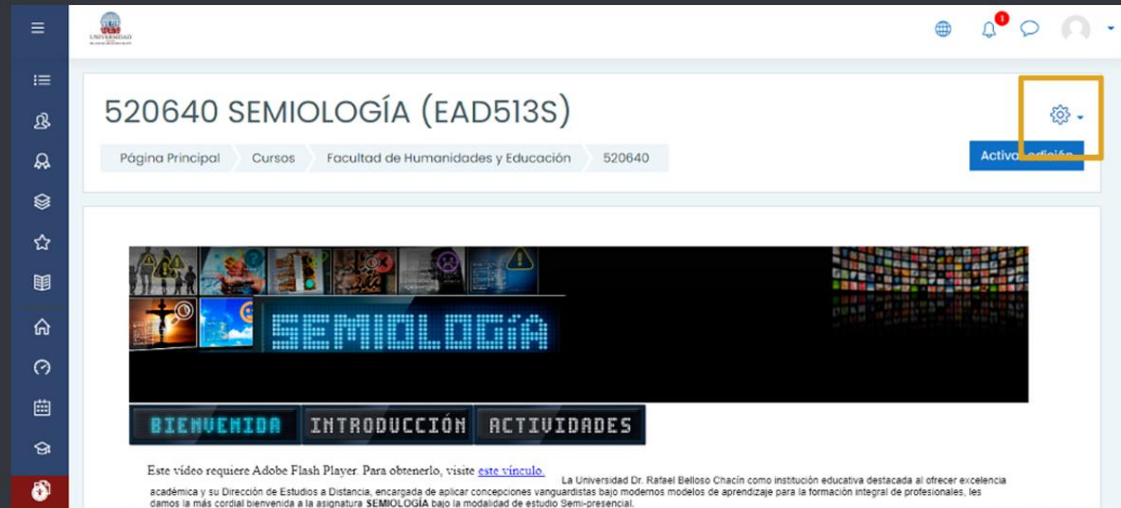 UNIVERSIDAD
1
520640 SEMIOLOGÍA (EAD513S)
Página Principal Cursos Facultad de Humanidades y Educación 520640
Activar edición
SEMIOLOGíA
BIENVENIDA INTRODUCCIÓN ACTIVIDADES
Este vídeo requiere Adobe Flash Player. Para obtenerlo, visite este vínculo. La Universidad Dr. Rafael Belloso Chacín como institución educativa destacada al ofrecer excelencia
académica y su Dirección de Estudios a Distancia, encargada de aplicar concepciones vanguardistas bajo modernos modelos de aprendizaje para la formación integral de profesionales, les
damos la más cordial bienvenida a la asignatura SEMIOLOGÍA bajo la modalidad de estudio Semi-presencial.